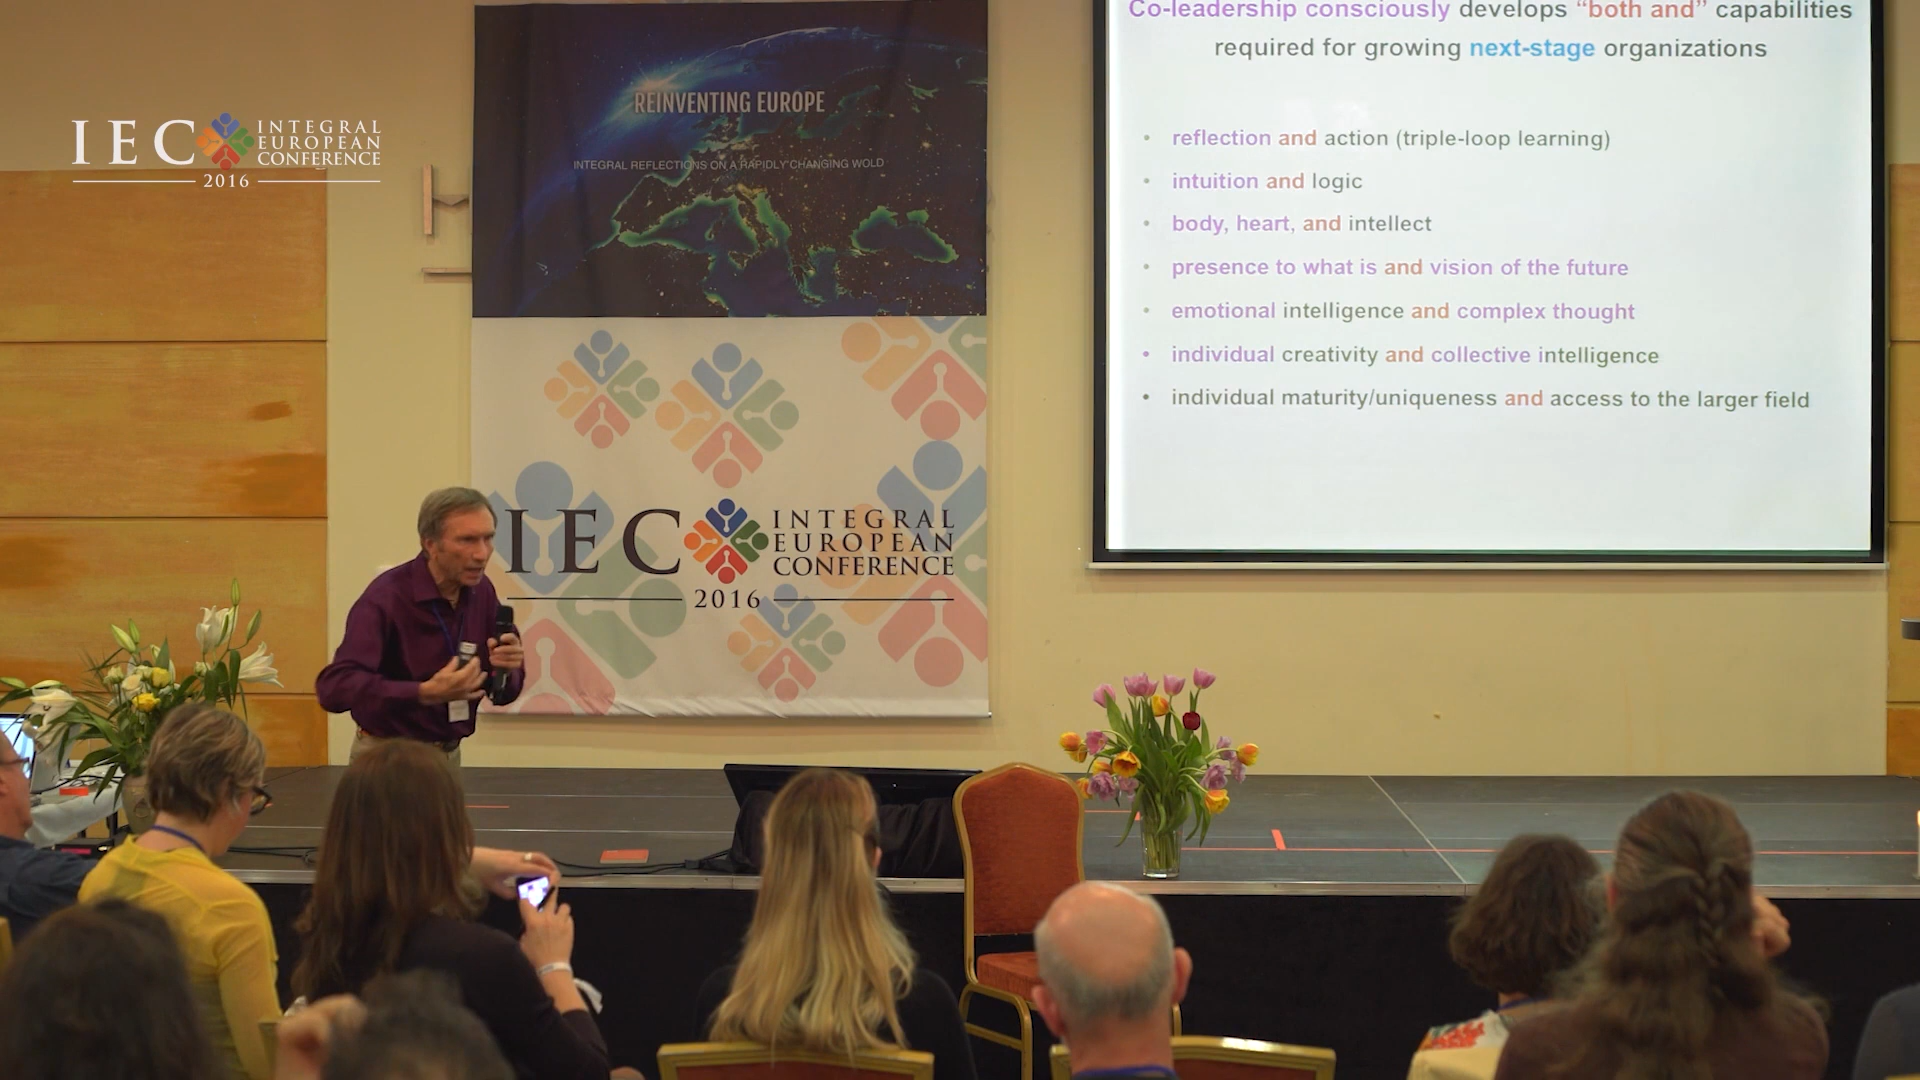 IEC INTEGRAL
EUROPEAN
CONFERENCE
2016
REINVENTING EUROPE
INTEGRAL REFLECTIONS ON A RAPIDLY CHANGING WOLD
IEC INTEGRAL
EUROPEAN
CONFERENCE
2016
Co-leadership consciously develops “both and” capabilities
required for growing next-stage organizations
• reflection and action (triple-loop learning)
• intuition and logic
• body, heart, and intellect
• presence to what is and vision of the future
• emotional intelligence and complex thought
• individual creativity and collective intelligence
• individual maturity/uniqueness and access to the larger field